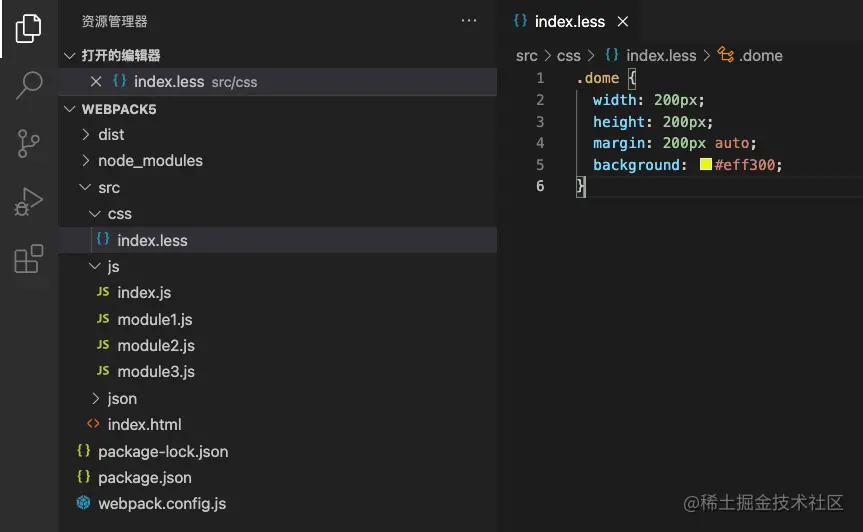 资源管理器
...
打开的编辑器
index.less src/css
WEBPACK5
dist
node_modules
src
css
{} index.less
js
JS index.js
JS module1.js
JS module2.js
JS module3.js
json
<> index.html
{} package-lock.json
{} package.json
webpack.config.js
{} index.less
src > css > {} index.less > .dome
1 .dome {
2 width: 200px;
3 height: 200px;
4 margin: 200px auto;
5 background: #eff300;
6 }
@稀土掘金技术社区